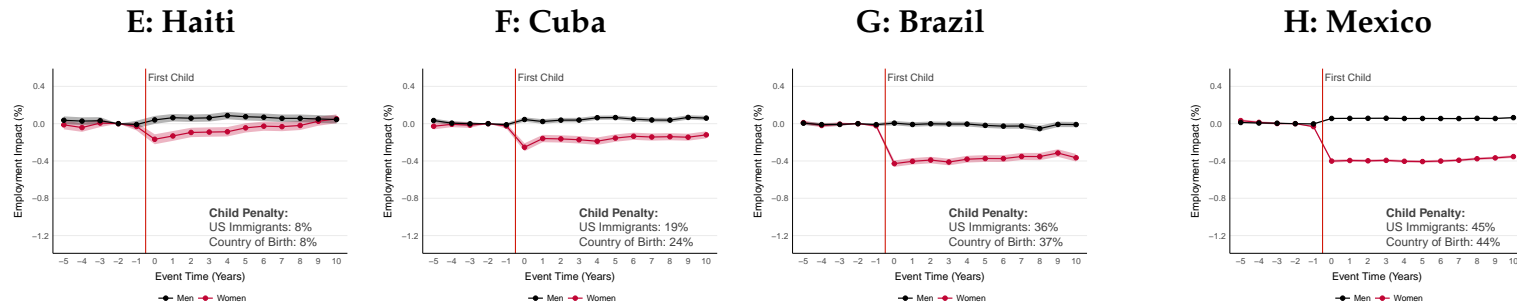 E: Haiti
First Child
Employment Impact (%)
0.4
0.0
−0.4
−0.8
−1.2
Child Penalty:
US Immigrants: 8%
Country of Birth: 8%
−5 −4 −3 −2 −1 0 1 2 3 4 5 6 7 8 9 10
Event Time (Years)
Men Women
F: Cuba
First Child
Employment Impact (%)
0.4
0.0
−0.4
−0.8
−1.2
Child Penalty:
US Immigrants: 19%
Country of Birth: 24%
−5 −4 −3 −2 −1 0 1 2 3 4 5 6 7 8 9 10
Event Time (Years)
Men Women
G: Brazil
First Child
Employment Impact (%)
0.4
0.0
−0.4
−0.8
−1.2
Child Penalty:
US Immigrants: 36%
Country of Birth: 37%
−5 −4 −3 −2 −1 0 1 2 3 4 5 6 7 8 9 10
Event Time (Years)
Men Women
H: Mexico
First Child
Employment Impact (%)
0.4
0.0
−0.4
−0.8
−1.2
Child Penalty:
US Immigrants: 45%
Country of Birth: 44%
−5 −4 −3 −2 −1 0 1 2 3 4 5 6 7 8 9 10
Event Time (Years)
Men Women